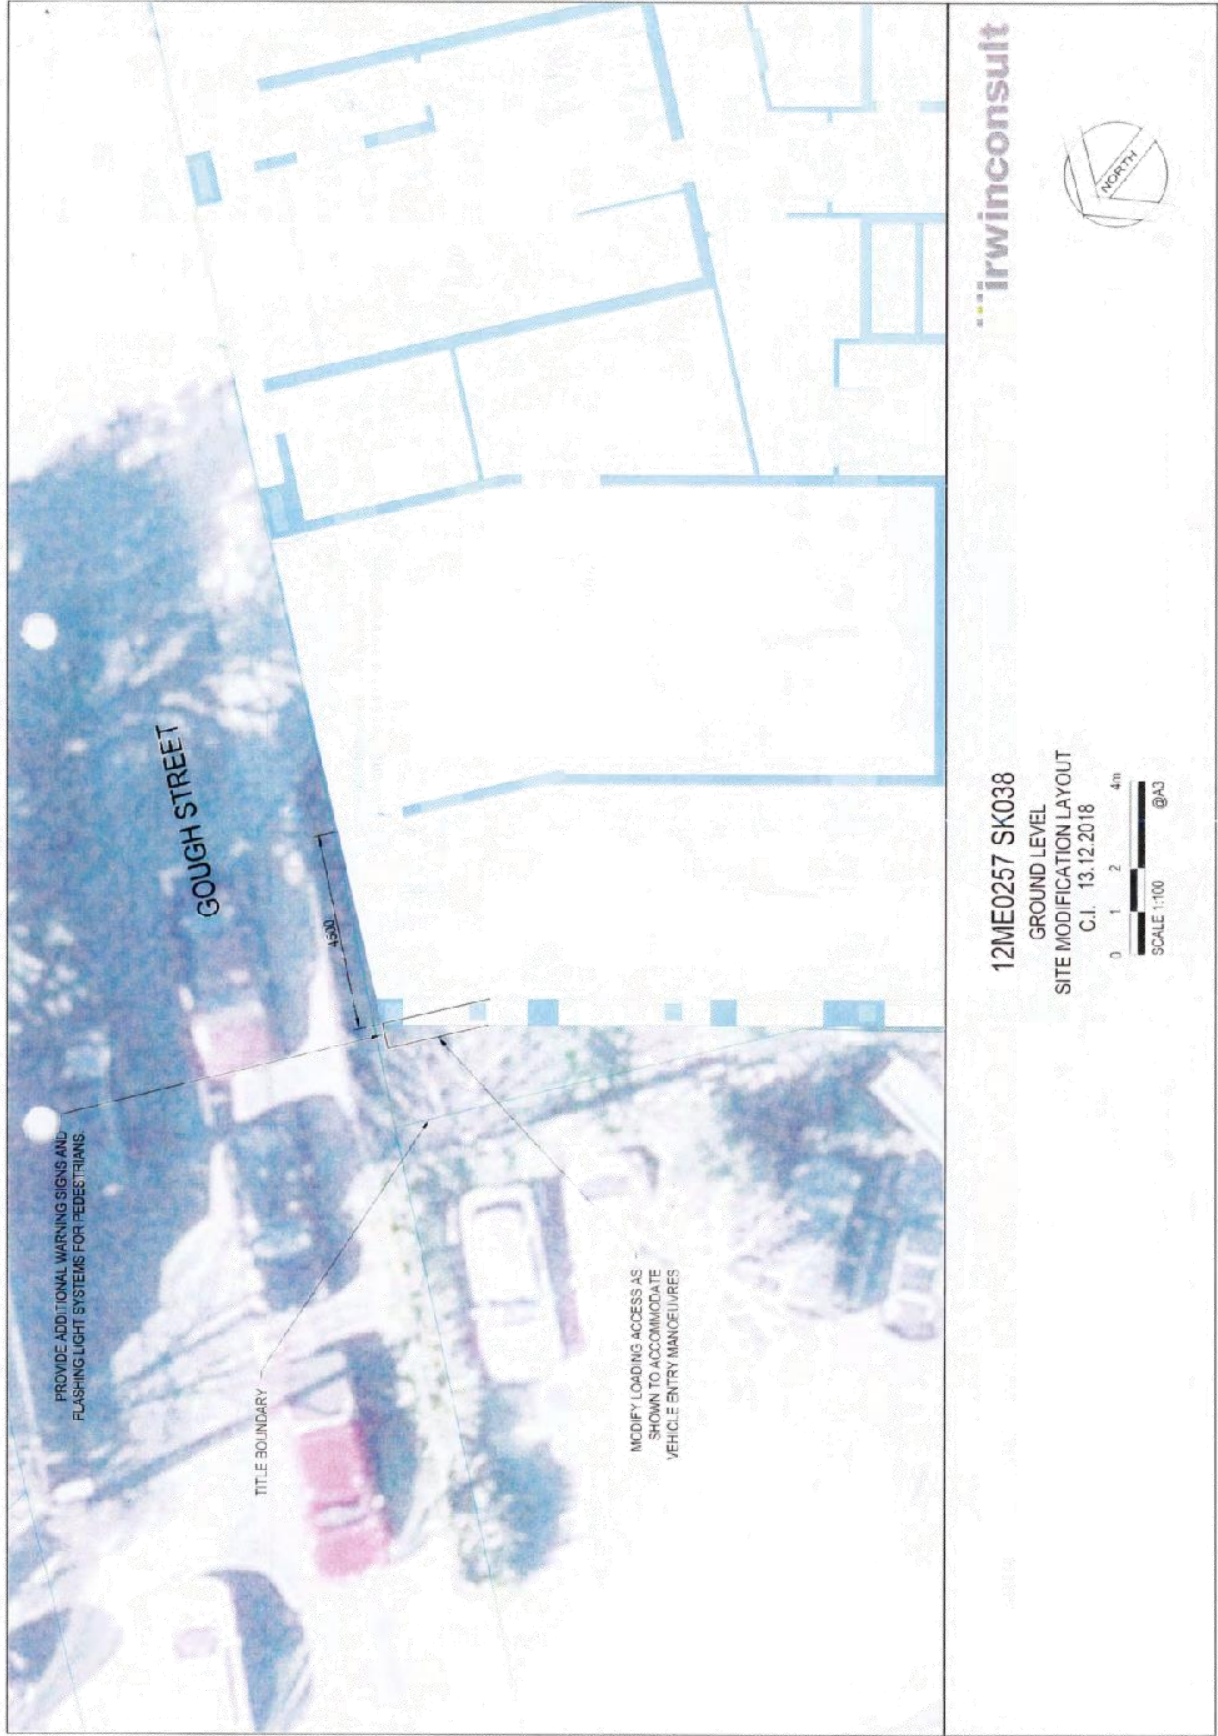 PROVIDE ADDITIONAL WARNING SIGNS AND
FLASHING LIGHT SYSTEMS FOR PEDESTRIANS.
GOUGH STREET
4500
TITLE BOUNDARY
MODIFY LOADING ACCESS AS
SHOWN TO ACCOMMODATE
VEHICLE ENTRY MANOEUVRES
12ME0257 SK038
GROUND LEVEL
SITE MODIFICATION LAYOUT
C.I. 13.12.2018
0 1 2 4m
SCALE 1:100 @A3
irwinconsult
NORTH